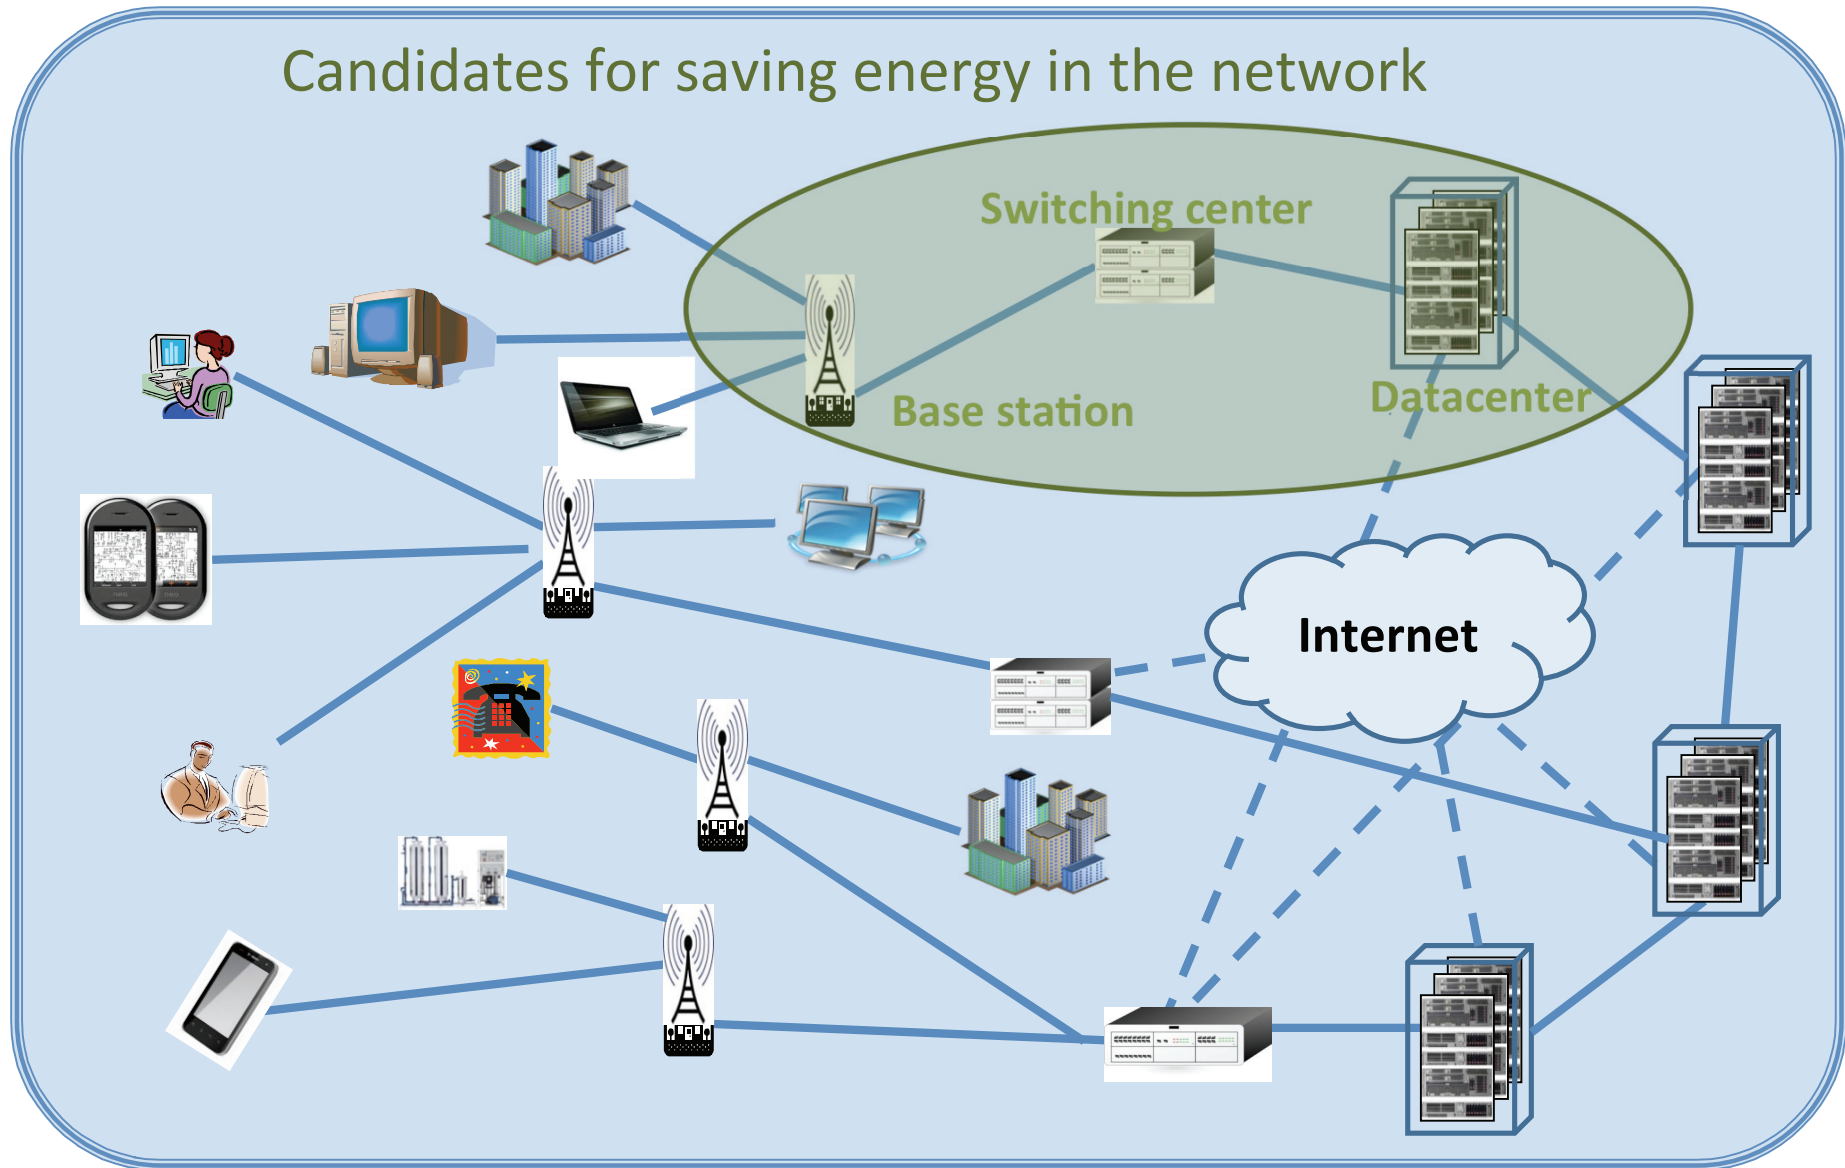 Candidates for saving energy in the network
Switching center
Base station
Datacenter
Internet